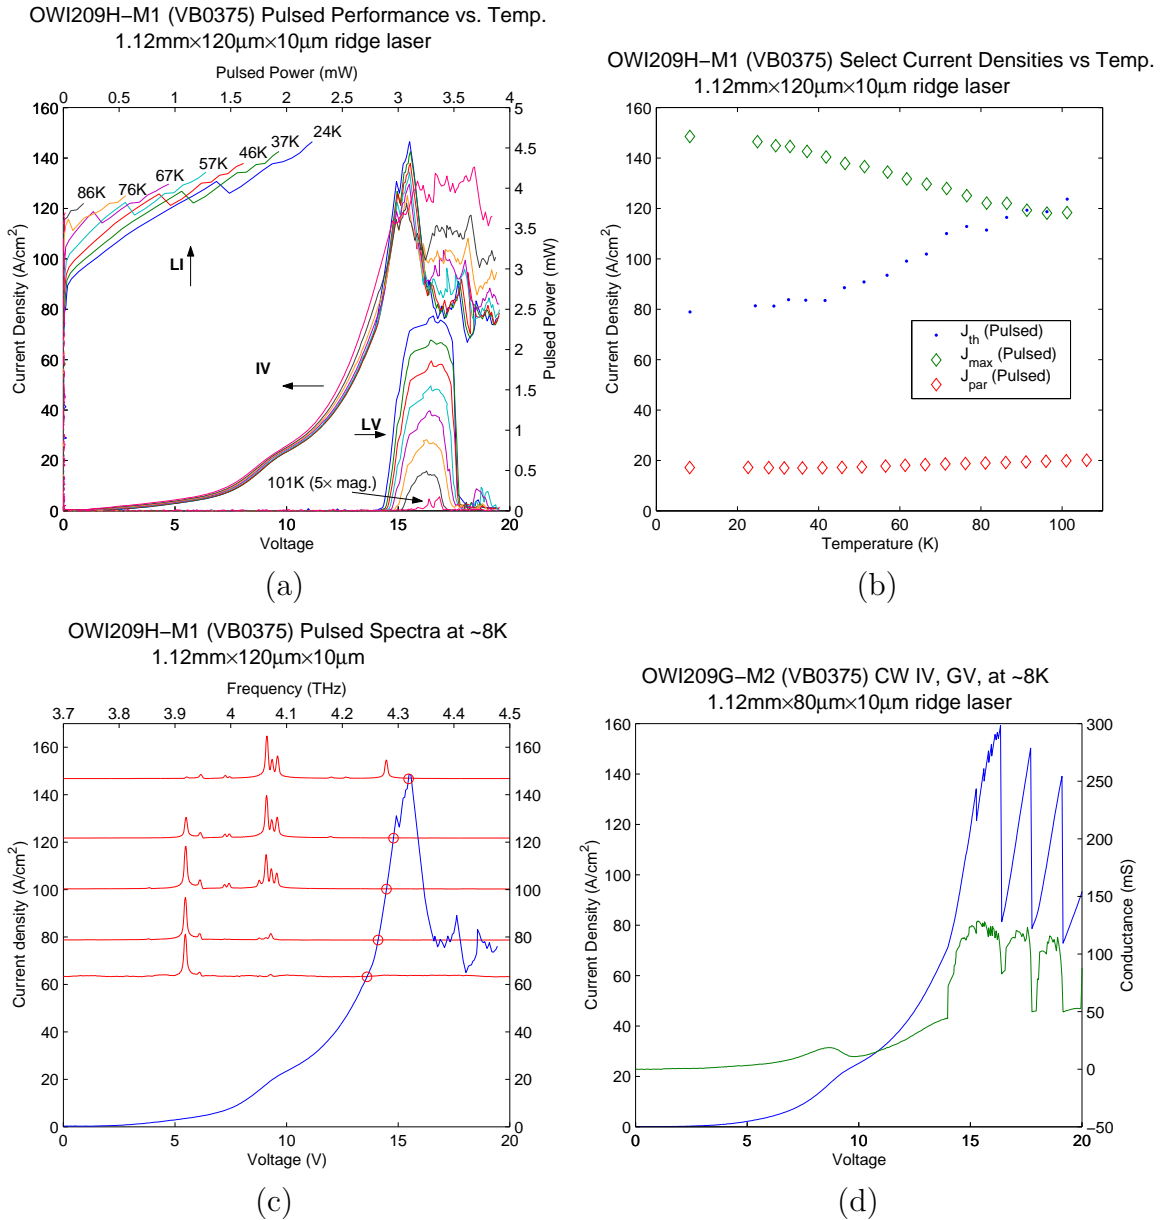 OWI209H−M1 (VB0375) Pulsed Performance vs. Temp.
1.12mm×120µm×10µm ridge laser
Pulsed Power (mW)
0 0.5 1 1.5 2 2.5 3 3.5 4
160 140 120 100 80 60 40 20 0
Current Density (A/cm²)
5 4.5 4 3.5 3 2.5 2 1.5 1 0.5 0
Pulsed Power (mW)
24K
37K
46K
57K
67K
76K
86K
LI
IV
LV
101K (5× mag.)
0 5 10 15 20
Voltage
(a)
OWI209H−M1 (VB0375) Select Current Densities vs Temp.
1.12mm×120µm×10µm ridge laser
160 140 120 100 80 60 40 20 0
Current Density (A/cm²)
J_th (Pulsed)
J_max (Pulsed)
J_par (Pulsed)
0 20 40 60 80 100
Temperature (K)
(b)
OWI209H−M1 (VB0375) Pulsed Spectra at ~8K
1.12mm×120µm×10µm
Frequency (THz)
3.7 3.8 3.9 4 4.1 4.2 4.3 4.4 4.5
160 140 120 100 80 60 40 20 0
Current density (A/cm²)
160 140 120 100 80 60 40 20 0
0 5 10 15 20
Voltage (V)
(c)
OWI209G−M2 (VB0375) CW IV, GV, at ~8K
1.12mm×80µm×10µm ridge laser
160 140 120 100 80 60 40 20 0
Current Density (A/cm²)
300 250 200 150 100 50 0 −50
Conductance (mS)
0 5 10 15 20
Voltage
(d)